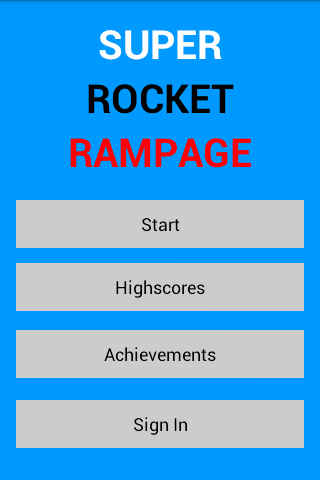 SUPER
ROCKET
RAMPAGE
Start
Highscores
Achievements
Sign In